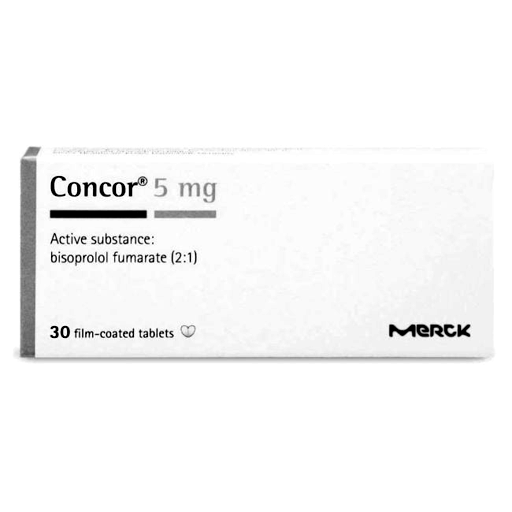 Concor® 5 mg
Active substance:
bisoprolol fumarate (2:1)
30 film-coated tablets
MERCK